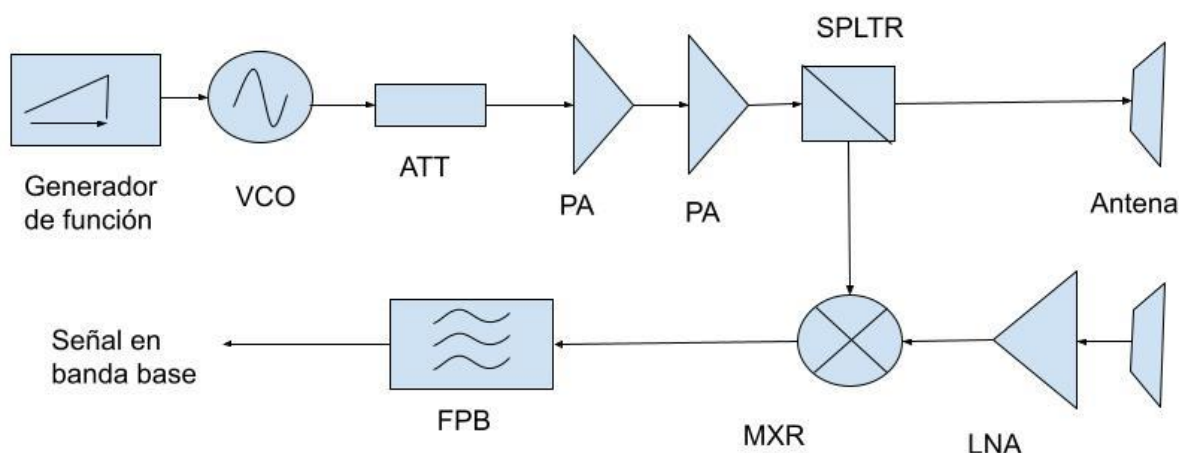 SPLTR
Generador
de función
VCO
ATT
PA
PA
Antena
Señal en
banda base
FPB
MXR
LNA